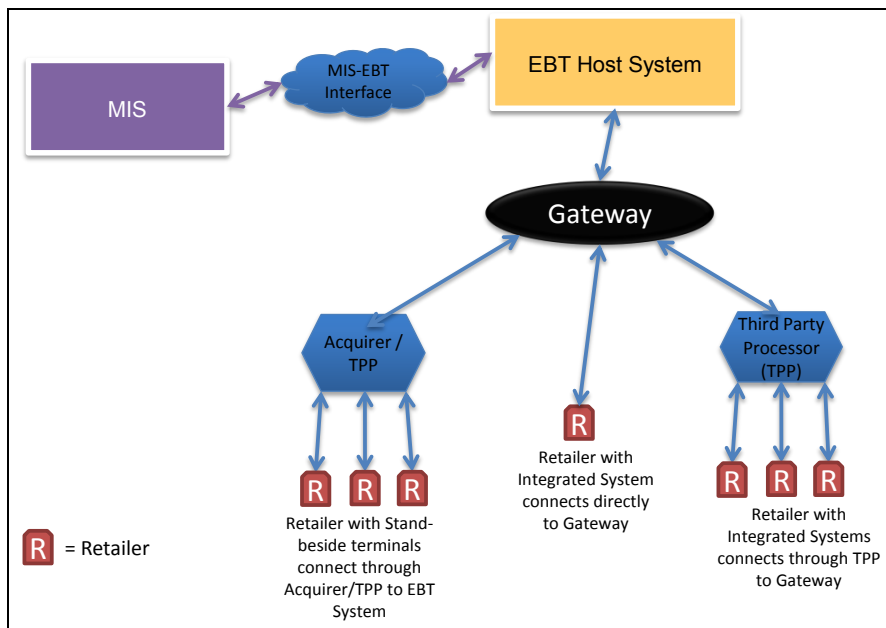 MIS
MIS-EBT
Interface
EBT Host System
Gateway
Acquirer /
TPP
Third Party
Processor
(TPP)
R
R R R
R R R
Retailer with Integrated System
connects directly
to Gateway
Retailer with Stand-
beside terminals
connect through
Acquirer/TPP to EBT
System
Retailer with
Integrated Systems
connects through TPP
to Gateway
R = Retailer